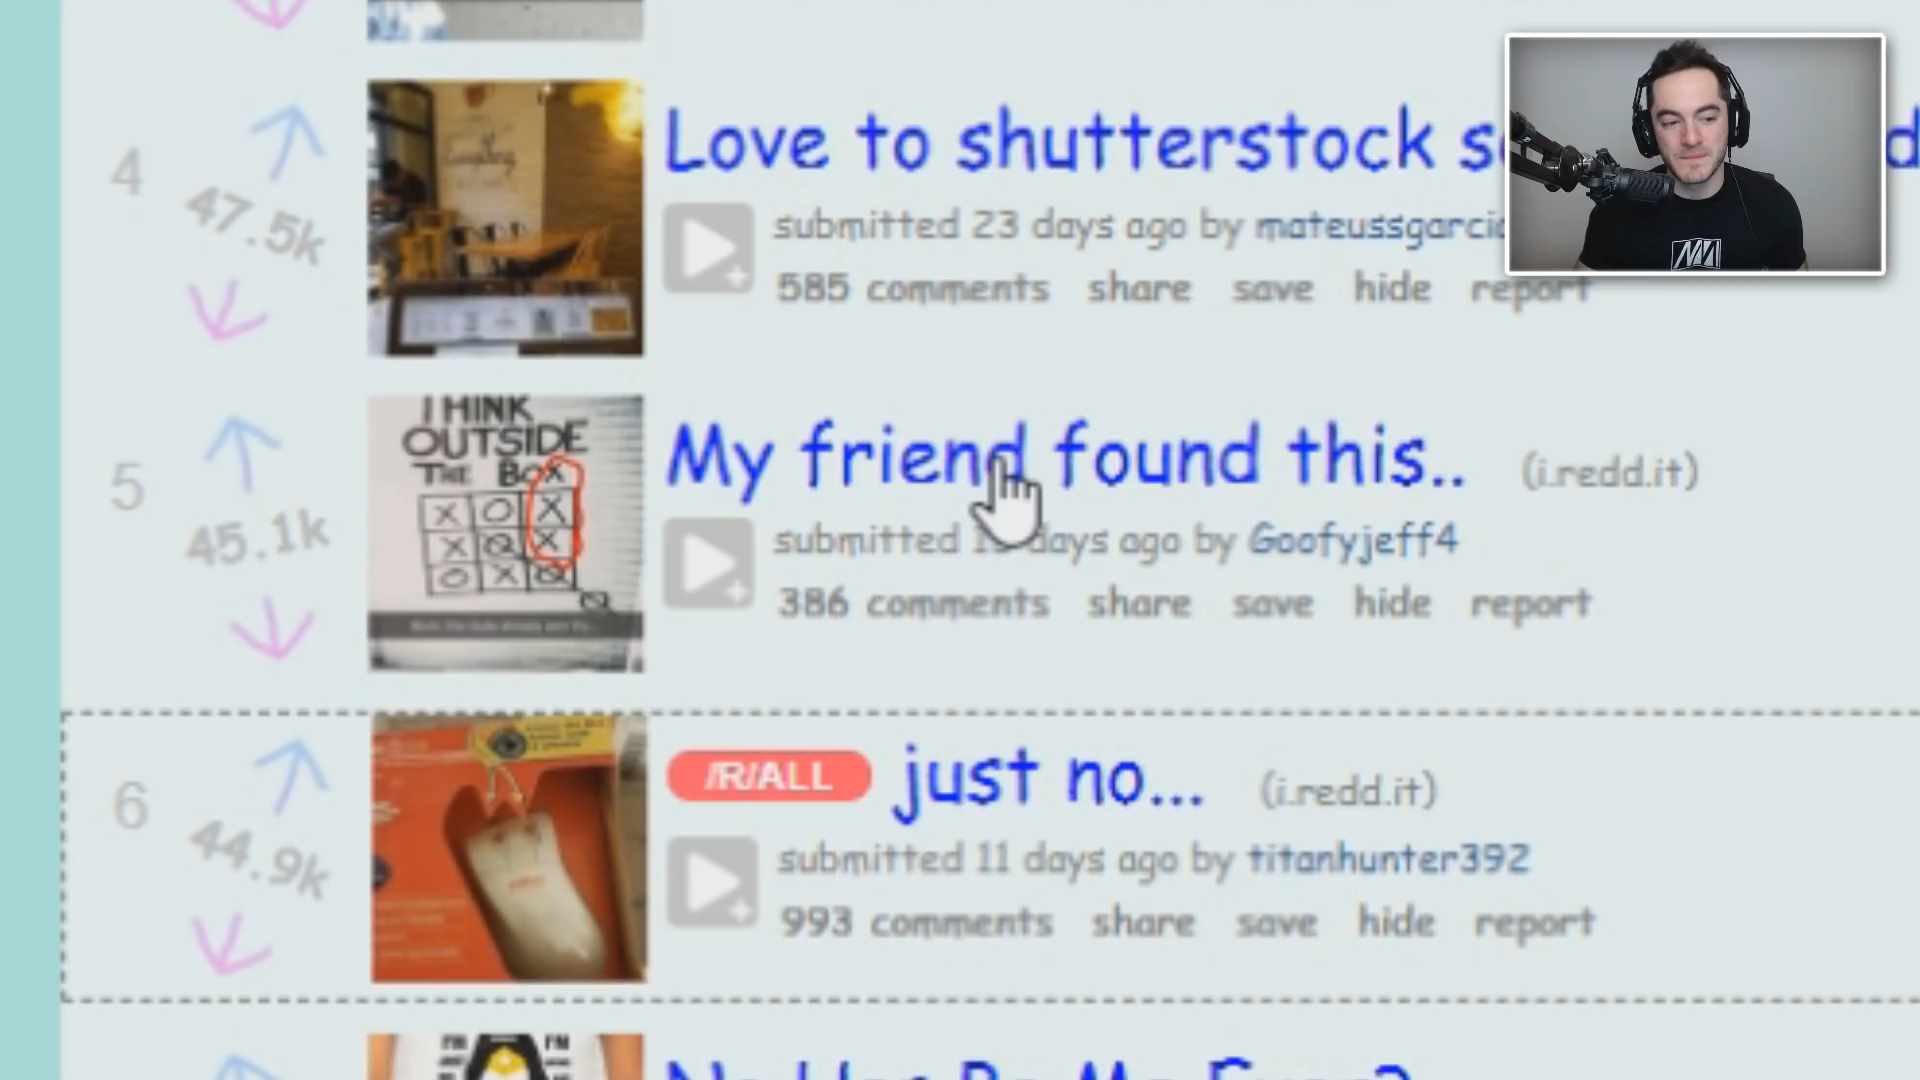 4
47.5k
Love to shutterstock
submitted 23 days ago by
585 comments share save hide report
THINK
OUTSIDE
THE BOX
X O X
X O X
O X O
5
45.1k
My friend found this.. (i.redd.it)
submitted days ago by Goofyjeff4
386 comments share save hide report
6
44.9k
/R/ALL just no... (i.redd.it)
submitted 11 days ago by titanhunter392
993 comments share save hide report